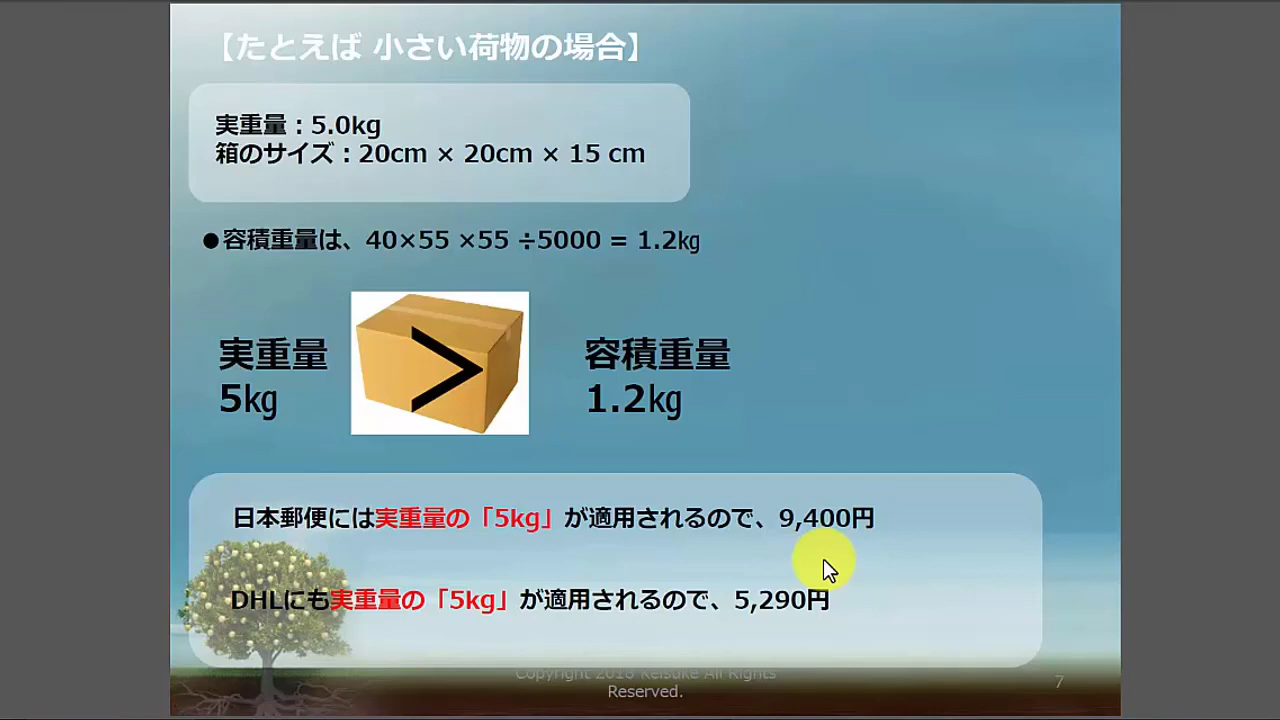 【たとえば 小さい荷物の場合】
実重量：5.0kg
箱のサイズ：20cm × 20cm × 15 cm
●容積重量は、40×55 ×55 ÷5000 = 1.2㎏
実重量
5㎏
>
容積重量
1.2㎏
日本郵便には実重量の「5kg」が適用されるので、9,400円
DHLにも実重量の「5kg」が適用されるので、5,290円
Copyright 2018 Keisuke All Rights
Reserved.
7